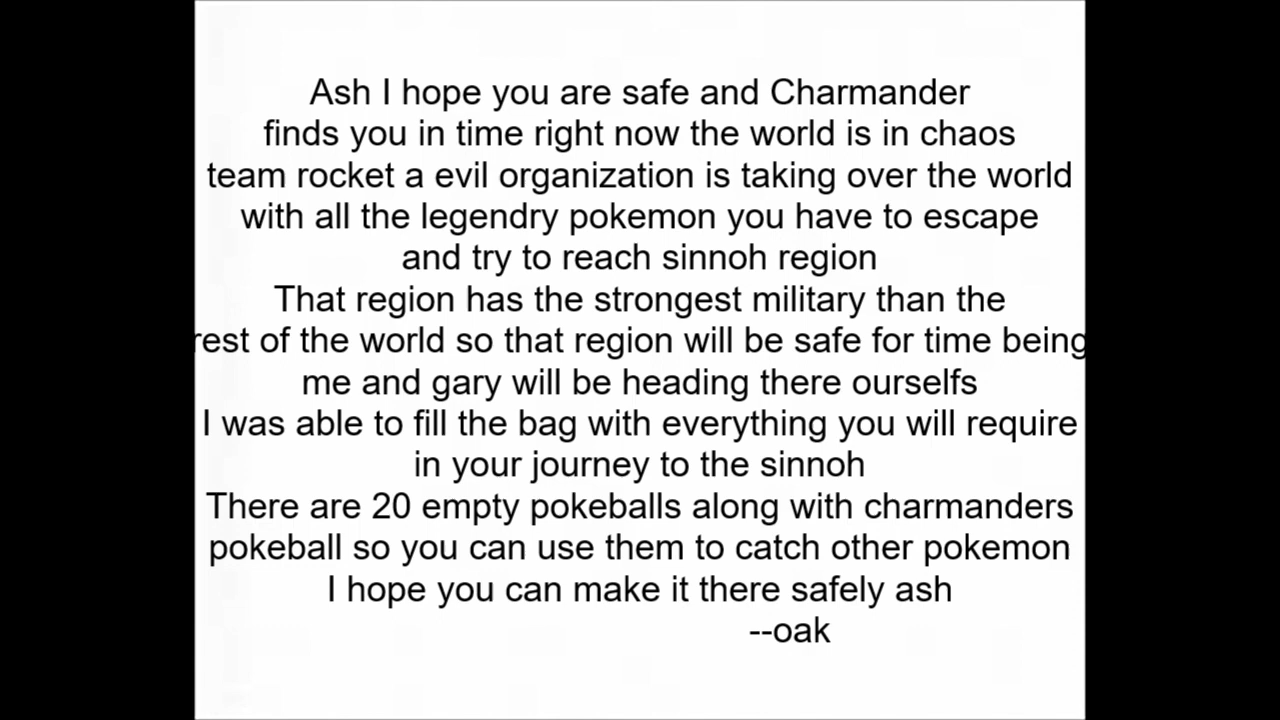 Ash I hope you are safe and Charmander
finds you in time right now the world is in chaos
team rocket a evil organization is taking over the world
with all the legendry pokemon you have to escape
and try to reach sinnoh region
That region has the strongest military than the
rest of the world so that region will be safe for time being
me and gary will be heading there ourselfs
I was able to fill the bag with everything you will require
in your journey to the sinnoh
There are 20 empty pokeballs along with charmanders
pokeball so you can use them to catch other pokemon
I hope you can make it there safely ash
--oak